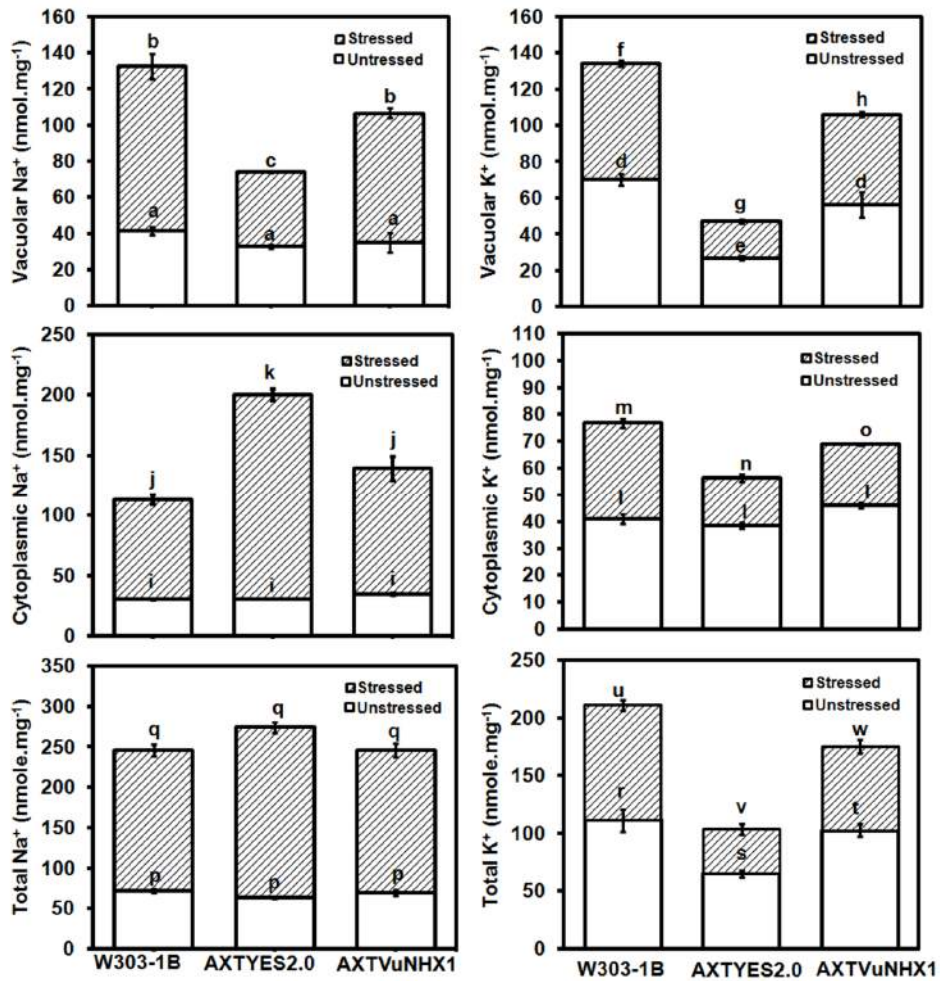 Vacuolar Na⁺ (nmol.mg⁻¹)
160
140
120
100
80
60
40
20
0
Stressed
Untressed
b
a
c
a
b
a
Vacuolar K⁺ (nmol.mg⁻¹)
160
140
120
100
80
60
40
20
0
Stressed
Unstressed
f
d
g
e
h
d
Cytoplasmic Na⁺ (nmol.mg⁻¹)
250
200
150
100
50
0
Stressed
Unstressed
j
i
k
i
j
i
Cytoplasmic K⁺ (nmol.mg⁻¹)
110
100
90
80
70
60
50
40
30
20
10
0
Stressed
Unstressed
m
l
n
l
o
l
Total Na⁺ (nmole.mg⁻¹)
350
300
250
200
150
100
50
0
Stressed
Unstressed
q
p
q
p
q
p
W303-1B AXTYES2.0 AXTVuNHX1
Total K⁺ (nmole.mg⁻¹)
250
200
150
100
50
0
Stressed
Unstressed
u
r
v
s
w
t
W303-1B AXTYES2.0 AXTVuNHX1